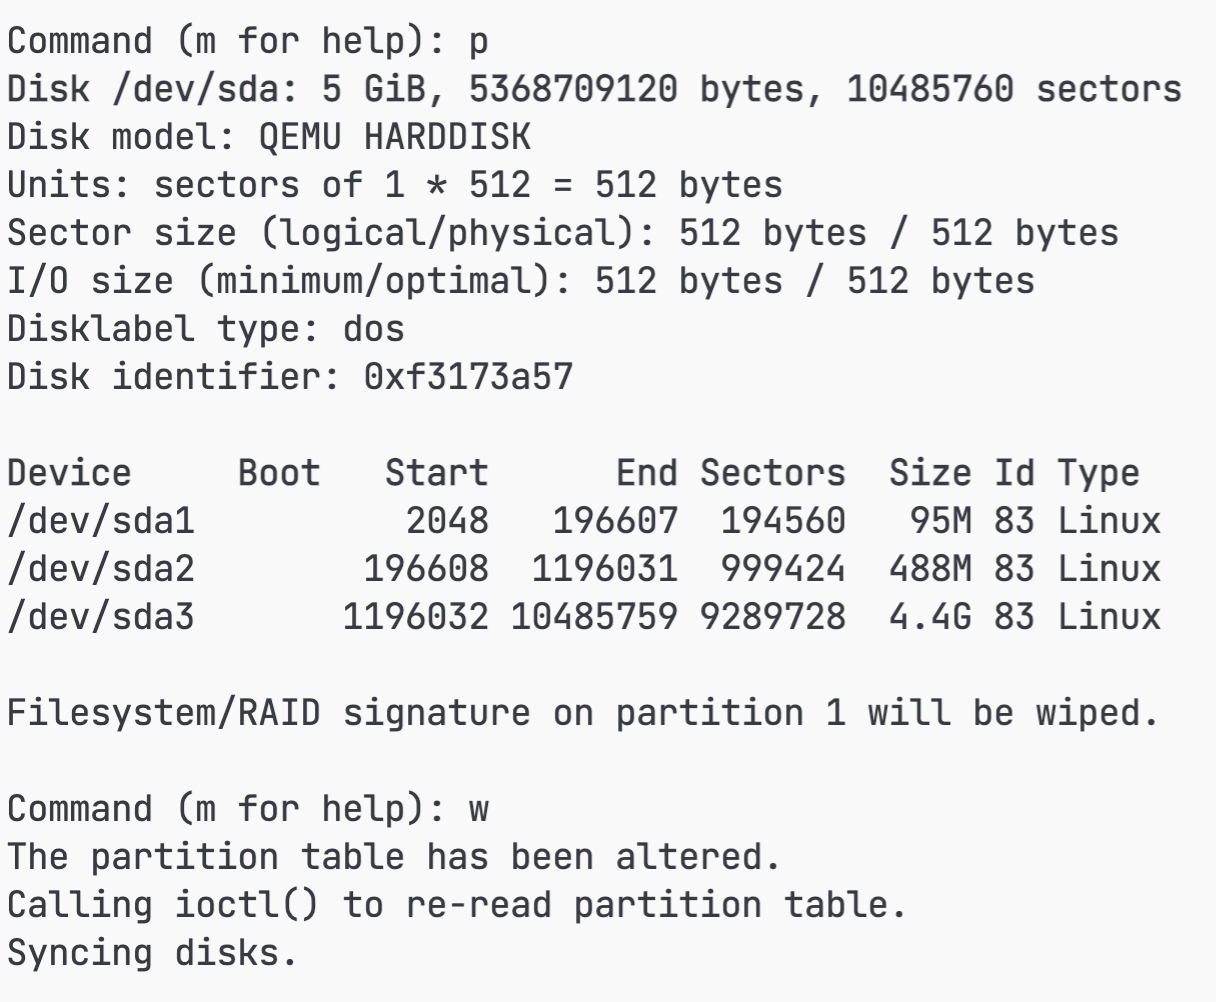 Command (m for help): p
Disk /dev/sda: 5 GiB, 5368709120 bytes, 10485760 sectors
Disk model: QEMU HARDDISK
Units: sectors of 1 * 512 = 512 bytes
Sector size (logical/physical): 512 bytes / 512 bytes
I/O size (minimum/optimal): 512 bytes / 512 bytes
Disklabel type: dos
Disk identifier: 0xf3173a57

Device     Boot   Start      End Sectors  Size Id Type
/dev/sda1          2048   196607  194560   95M 83 Linux
/dev/sda2        196608  1196031  999424  488M 83 Linux
/dev/sda3       1196032 10485759 9289728  4.4G 83 Linux

Filesystem/RAID signature on partition 1 will be wiped.

Command (m for help): w
The partition table has been altered.
Calling ioctl() to re-read partition table.
Syncing disks.